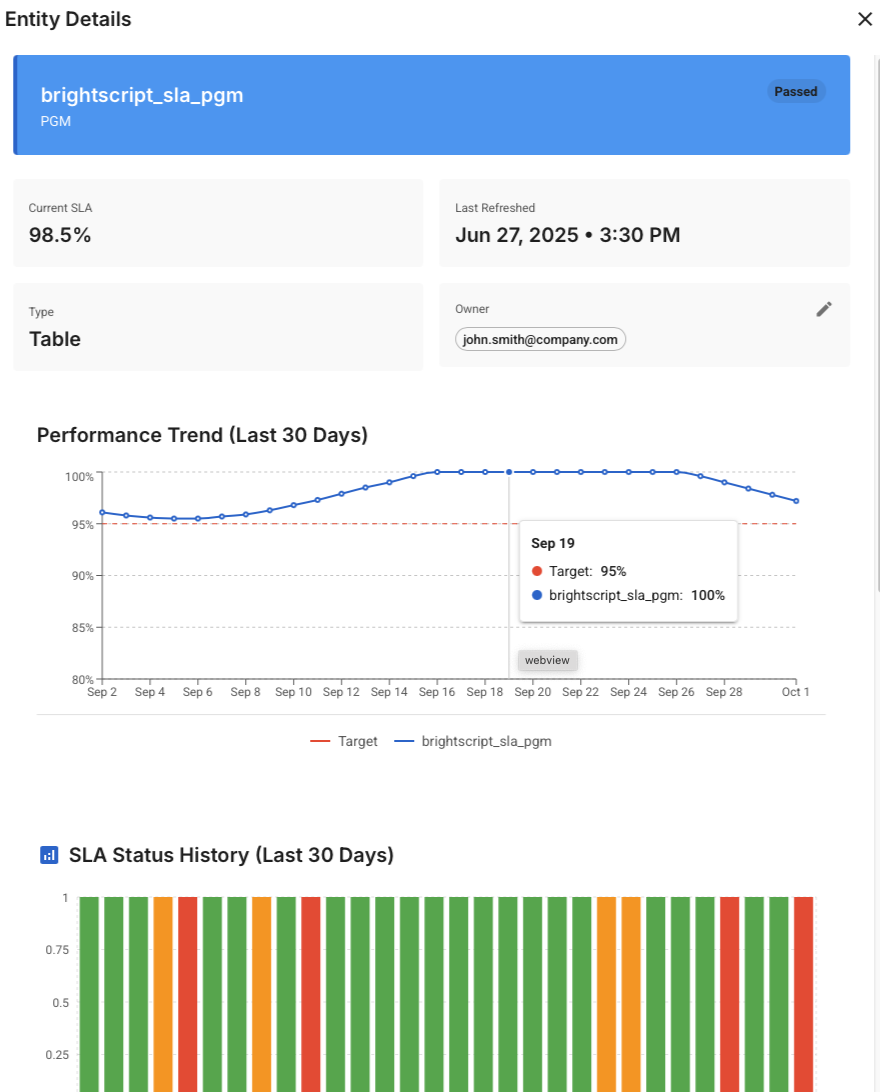 Entity Details
brightscript_sla_pgm
Passed
PGM
Current SLA
98.5%
Last Refreshed
Jun 27, 2025 • 3:30 PM
Type
Table
Owner
john.smith@company.com
Performance Trend (Last 30 Days)
100%
95%
90%
85%
80%
Sep 19
Target: 95%
brightscript_sla_pgm: 100%
webview
Sep 2 Sep 4 Sep 6 Sep 8 Sep 10 Sep 12 Sep 14 Sep 16 Sep 18 Sep 20 Sep 22 Sep 24 Sep 26 Sep 28 Oct 1
Target brightscript_sla_pgm
SLA Status History (Last 30 Days)
1
0.75
0.5
0.25